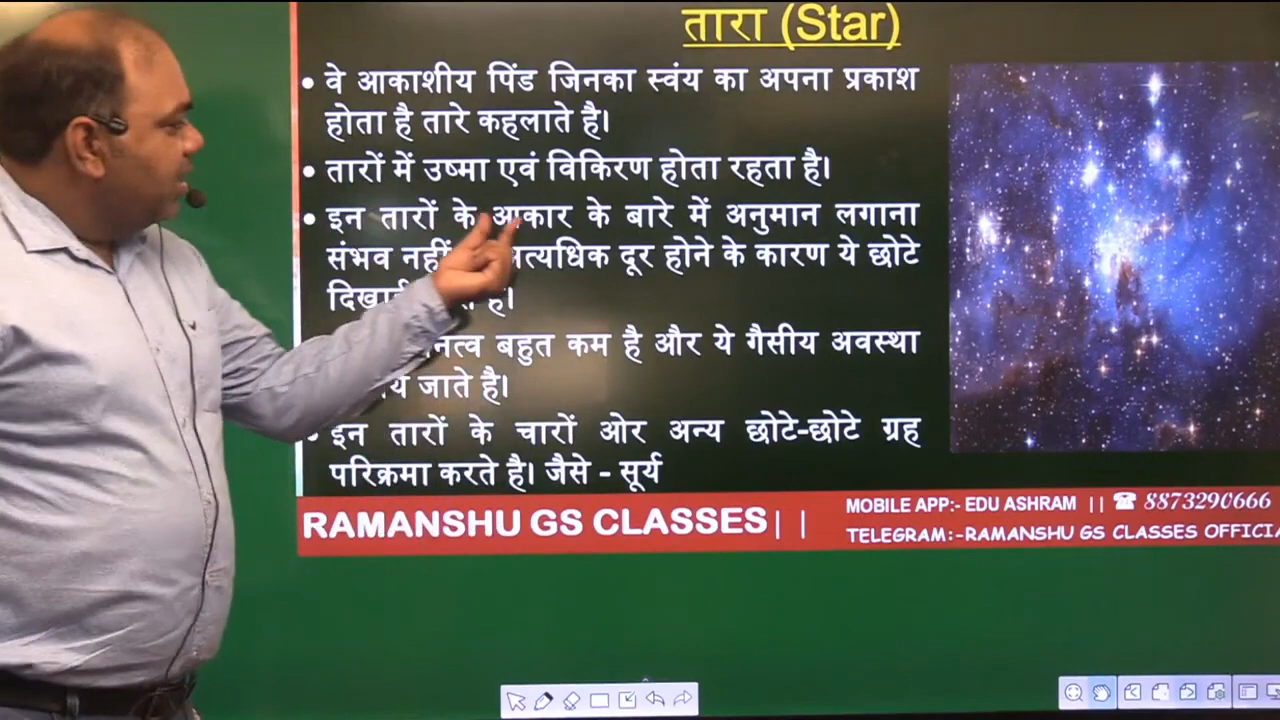 तारा (Star)
• वे आकाशीय पिंड जिनका स्वंय का अपना प्रकाश
होता है तारे कहलाते है।
• तारों में उष्मा एवं विकिरण होता रहता है।
• इन तारों के आकार के बारे में अनुमान लगाना
संभव नहीं अत्यधिक दूर होने के कारण ये छोटे
है।
बहुत कम है और ये गैसीय अवस्था
जाते है।
• इन तारों के चारों ओर अन्य छोटे-छोटे ग्रह
परिक्रमा करते है। जैसे - सूर्य
RAMANSHU GS CLASSES| |
MOBILE APP:- EDU ASHRAM || ☎ 8873290666
TELEGRAM:-RAMANSHU GS CLASSES